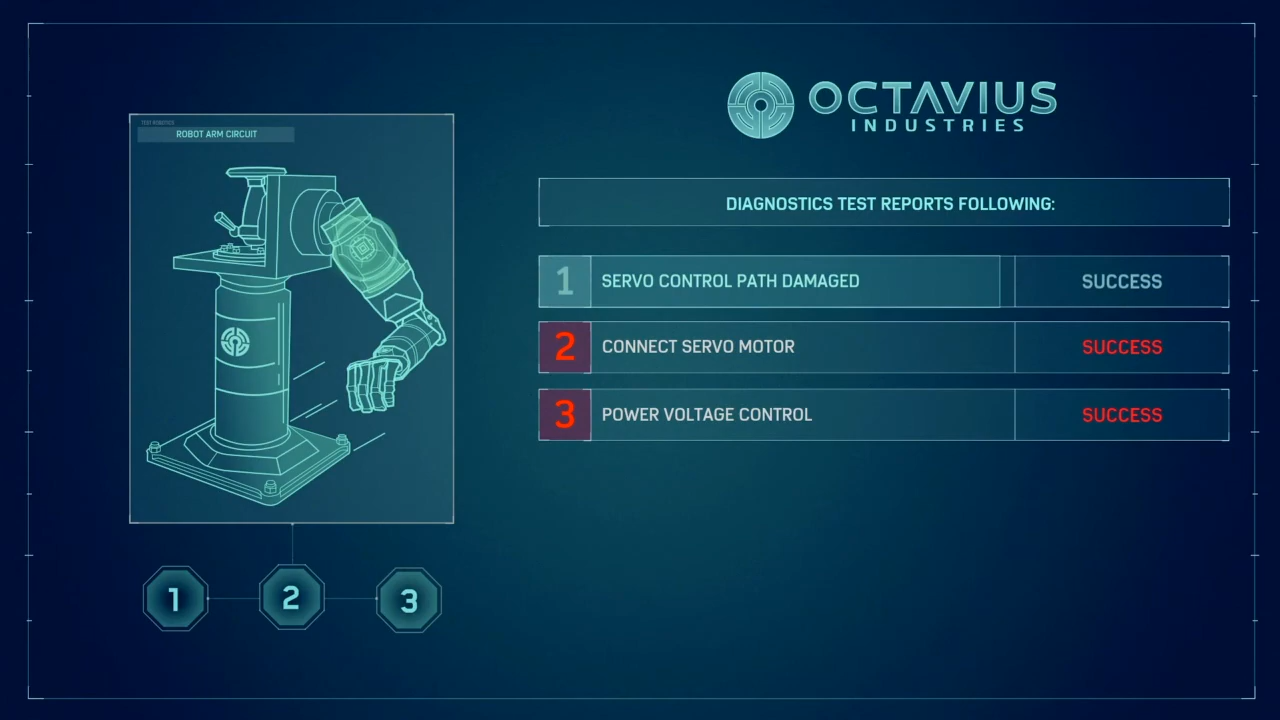 TEST ROBOTICS
ROBOT ARM CIRCUIT
OCTAVIUS
INDUSTRIES
DIAGNOSTICS TEST REPORTS FOLLOWING:
1 SERVO CONTROL PATH DAMAGED SUCCESS
2 CONNECT SERVO MOTOR SUCCESS
3 POWER VOLTAGE CONTROL SUCCESS
1 2 3